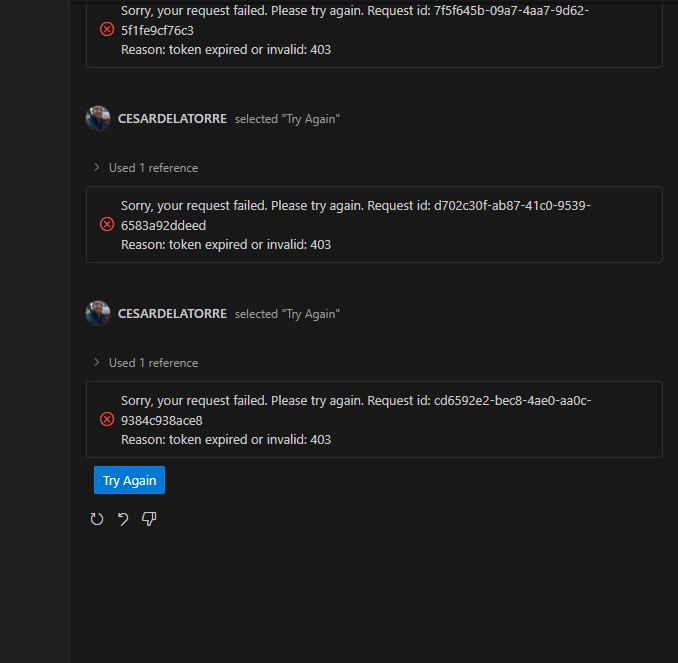 Sorry, your request failed. Please try again. Request id: 7f5f645b-09a7-4aa7-9d62-
5f1fe9cf76c3
Reason: token expired or invalid: 403
CESARDELATORRE selected "Try Again"
Used 1 reference
Sorry, your request failed. Please try again. Request id: d702c30f-ab87-41c0-9539-
6583a92ddeed
Reason: token expired or invalid: 403
CESARDELATORRE selected "Try Again"
Used 1 reference
Sorry, your request failed. Please try again. Request id: cd6592e2-bec8-4ae0-aa0c-
9384c938ace8
Reason: token expired or invalid: 403
Try Again